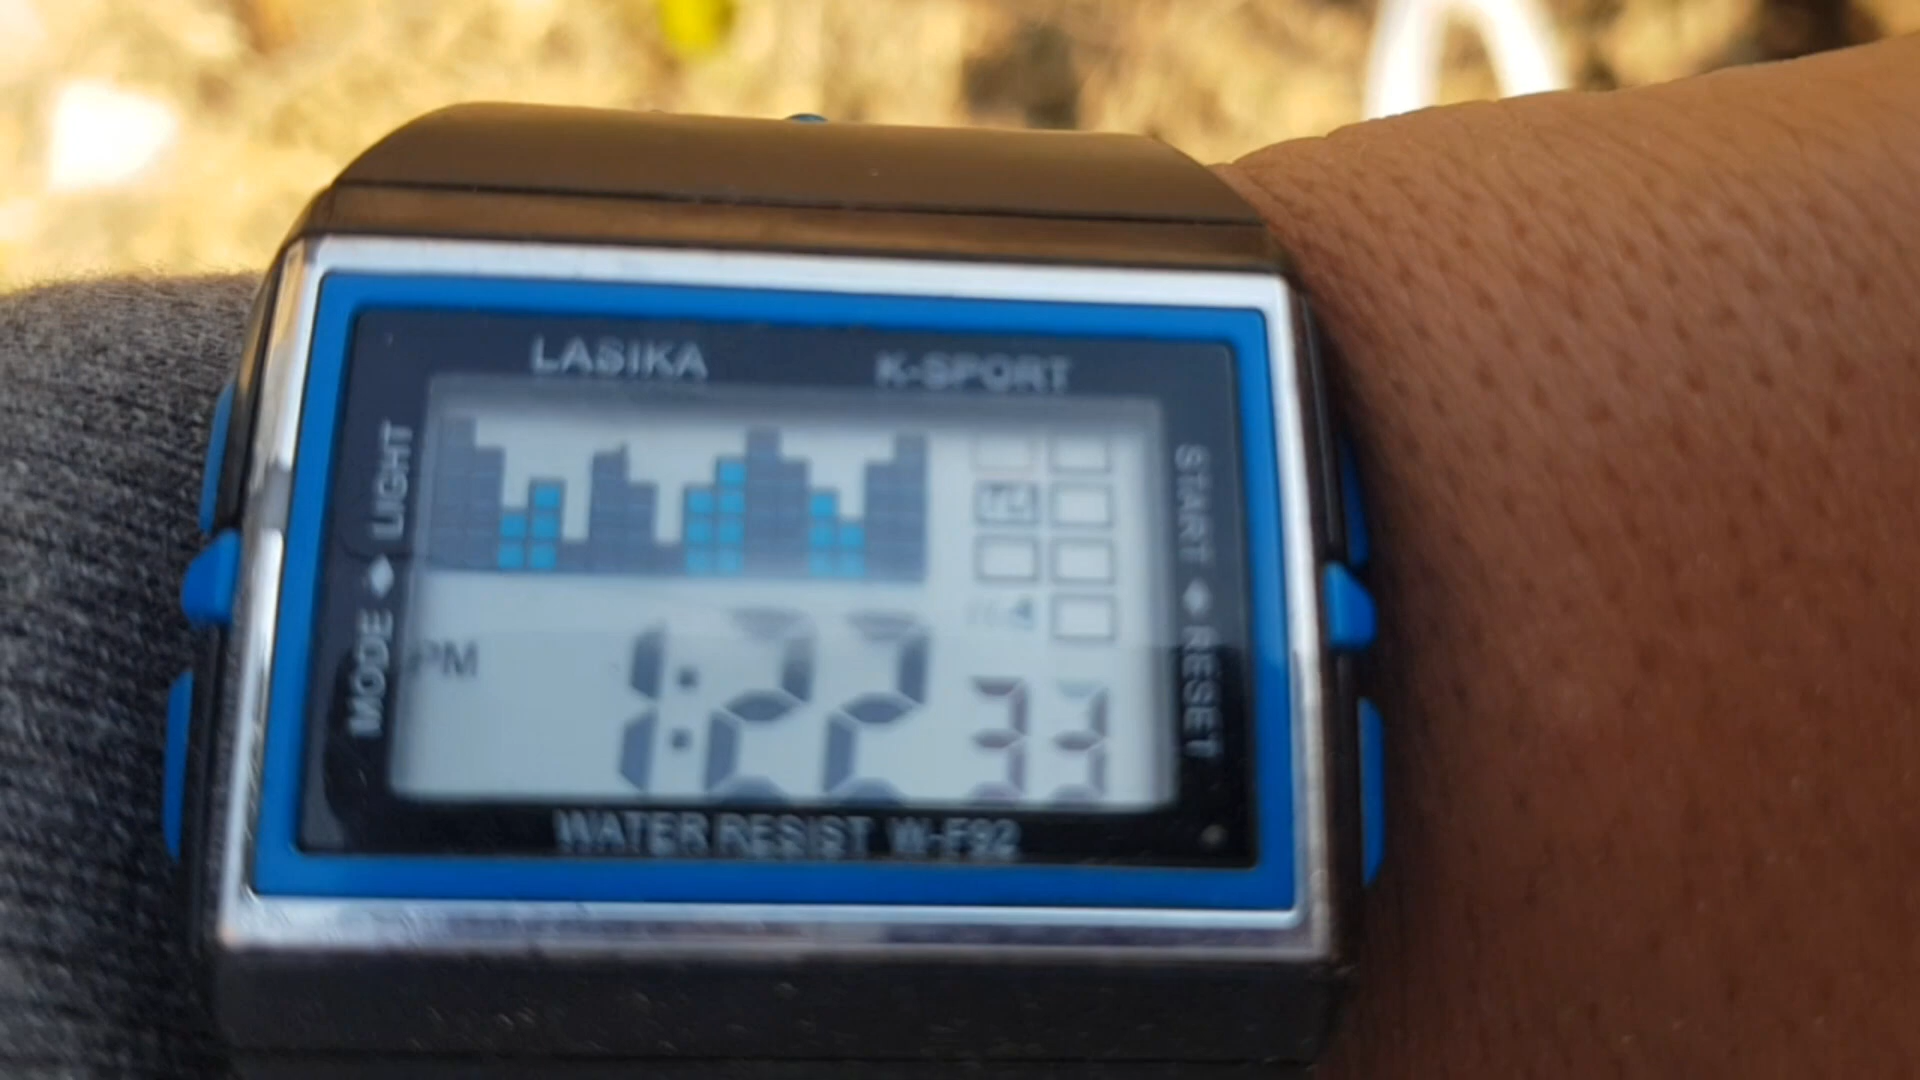 LASIKA K-SPORT
LIGHT
MODE
START
RESET
PM 1:22 33
WATER RESIST W-F92